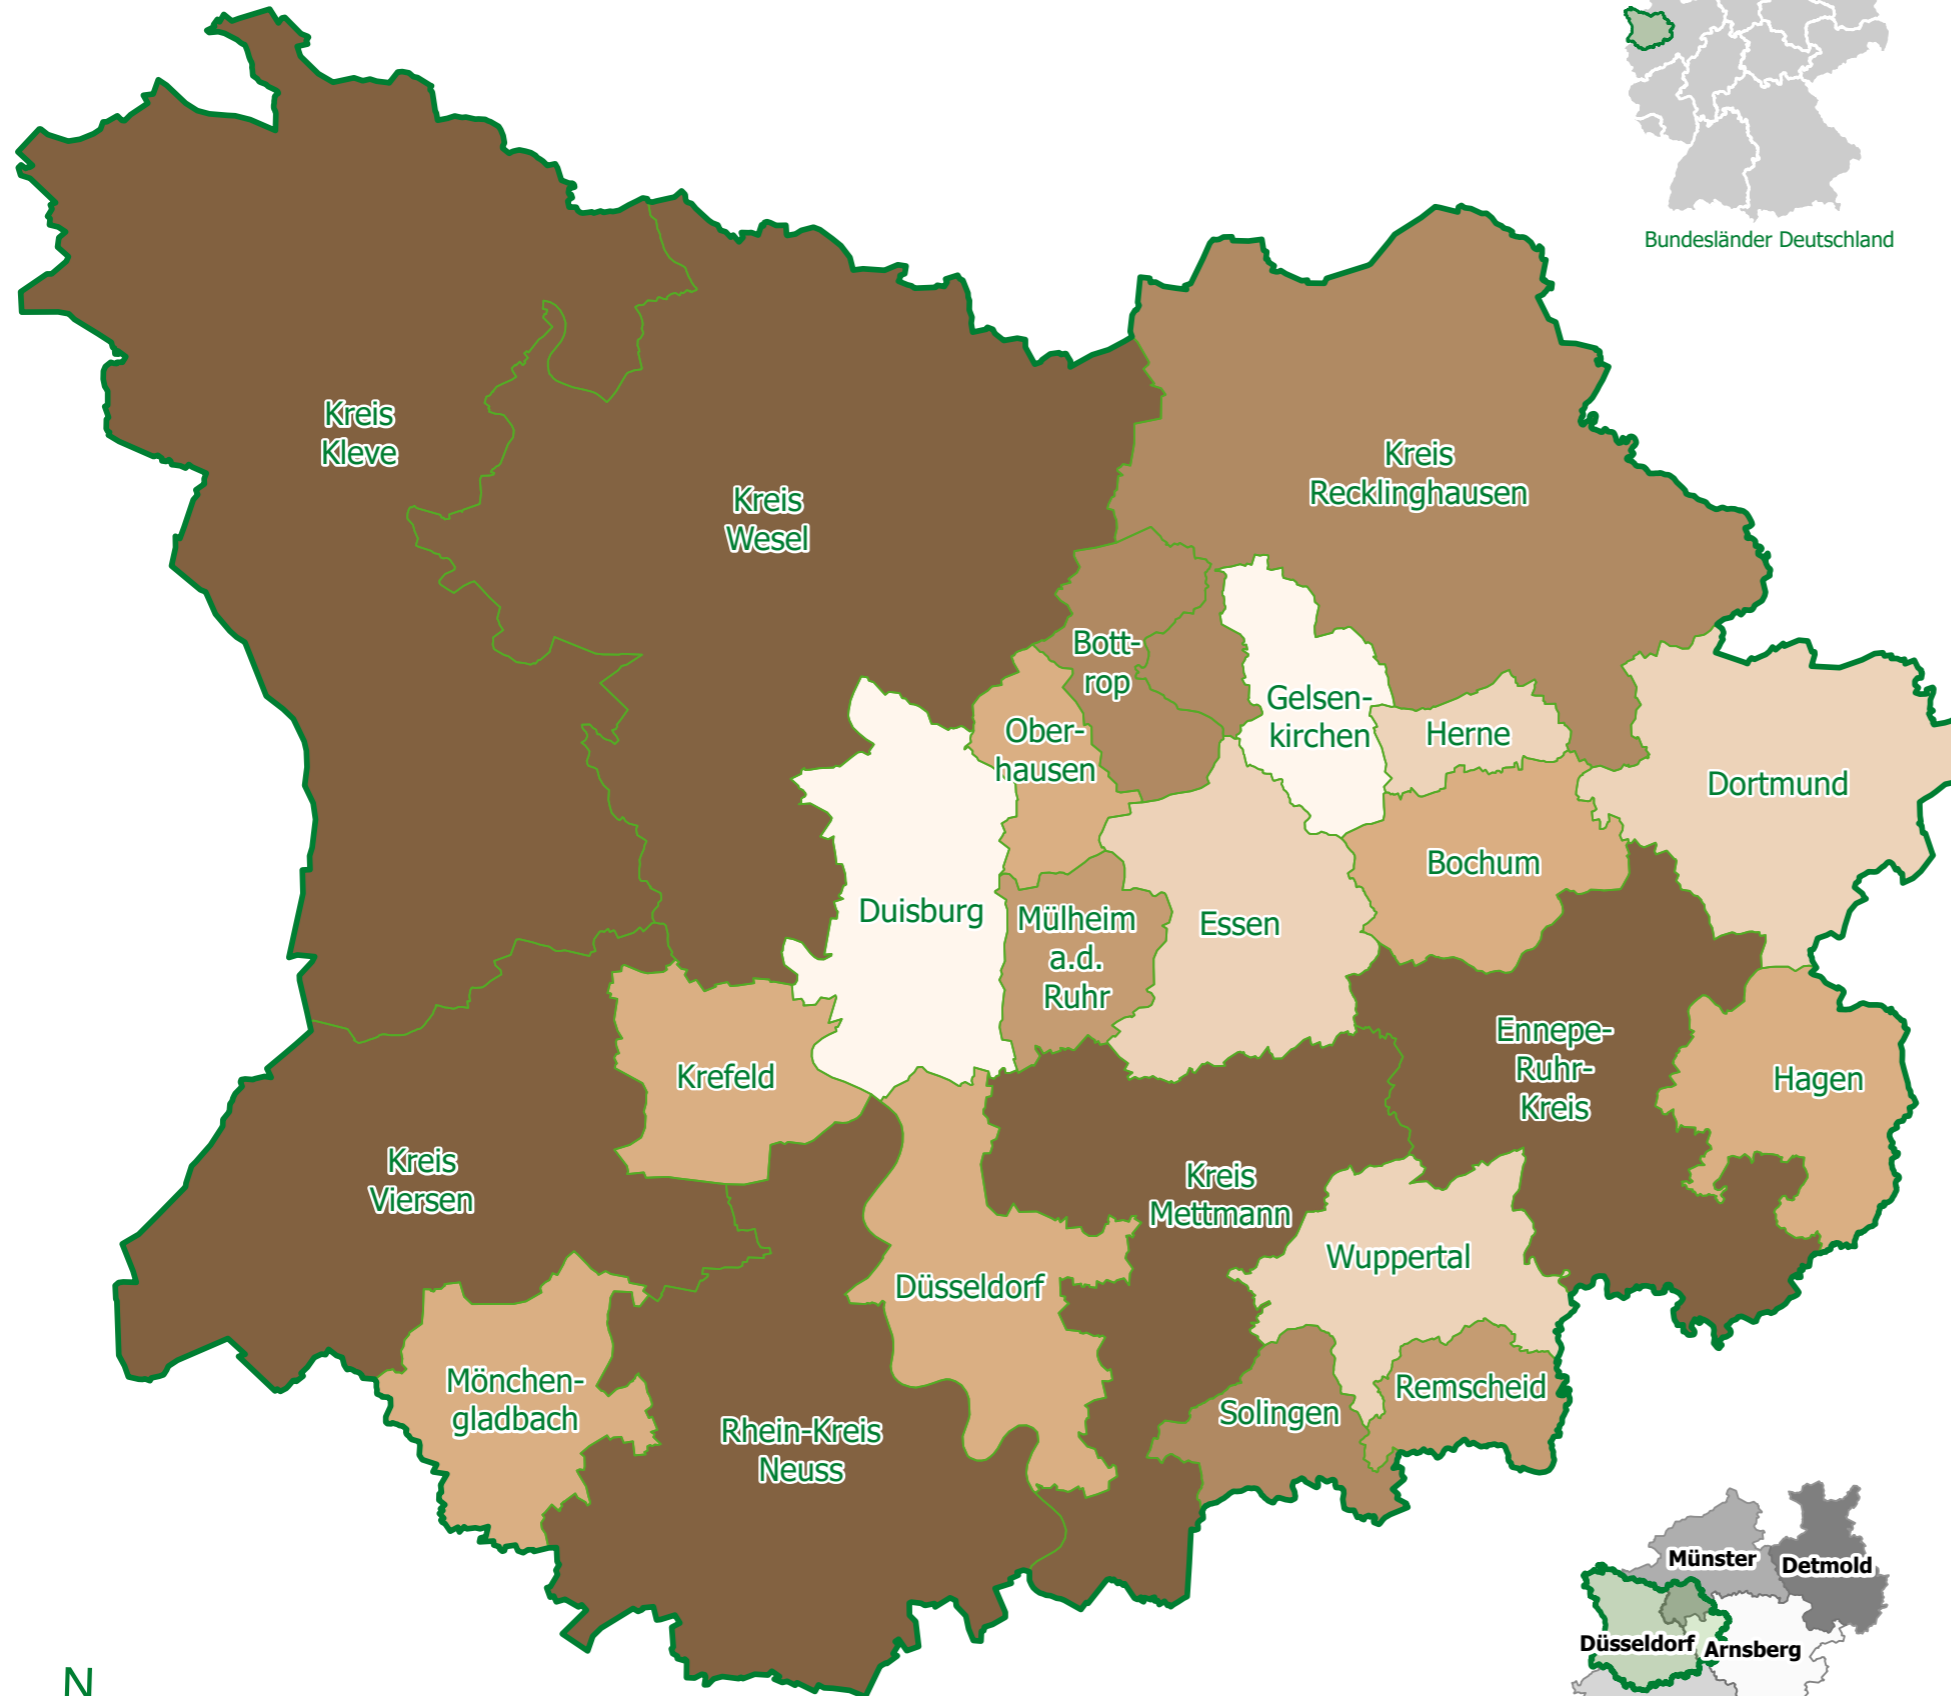 Bundesländer Deutschland
Kreis
Kleve
Kreis
Wesel
Kreis
Recklinghausen
Bott-
rop
Gelsen-
kirchen
Herne
Ober-
hausen
Dortmund
Bochum
Duisburg
Mülheim
a.d.
Ruhr
Essen
Ennepe-
Ruhr-
Kreis
Hagen
Krefeld
Kreis
Viersen
Kreis
Mettmann
Wuppertal
Düsseldorf
Mönchen-
gladbach
Remscheid
Solingen
Rhein-Kreis
Neuss
Münster
Detmold
Düsseldorf
Arnsberg
N